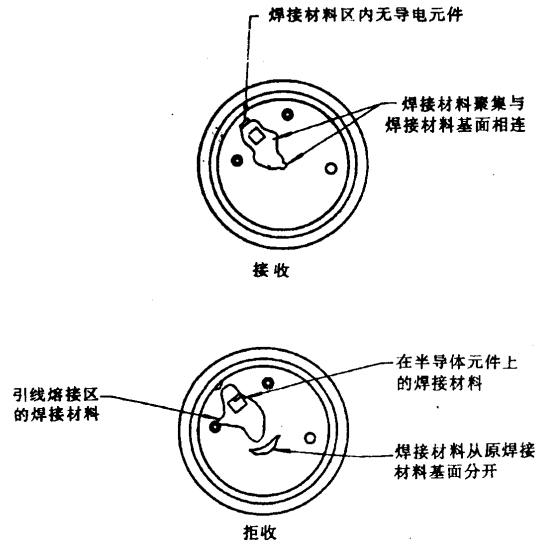 焊接材料区内无导电元件
焊接材料聚集与
焊接材料基面相连
接收
在半导体元件上
的焊接材料
引线熔接区
的焊接材料
焊接材料从原焊接
材料基面分开
拒收